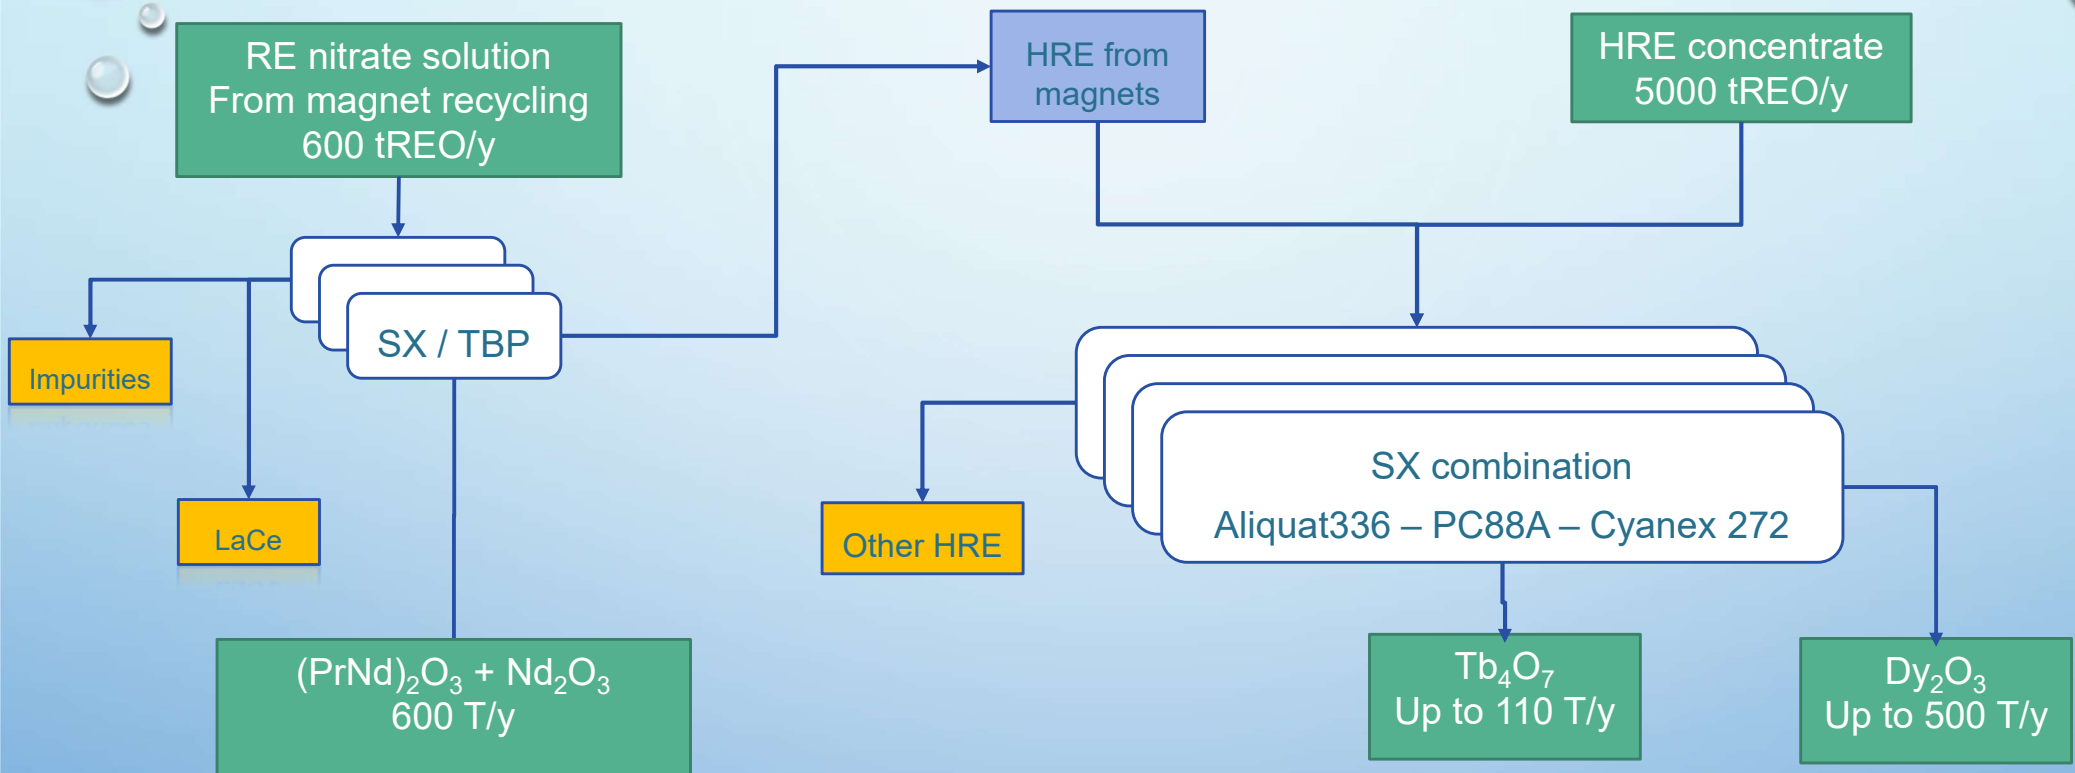 RE nitrate solution
From magnet recycling
600 tREO/y
HRE from
magnets
HRE concentrate
5000 tREO/y
SX / TBP
Impurities
LaCe
(PrNd)₂O₃ + Nd₂O₃
600 T/y
SX combination
Aliquat336 – PC88A – Cyanex 272
Other HRE
Tb₄O₇
Up to 110 T/y
Dy₂O₃
Up to 500 T/y